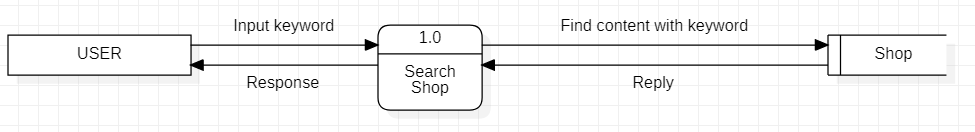 Input keyword
Find content with keyword
1.0
USER
Shop
Search
Shop
Response
Reply